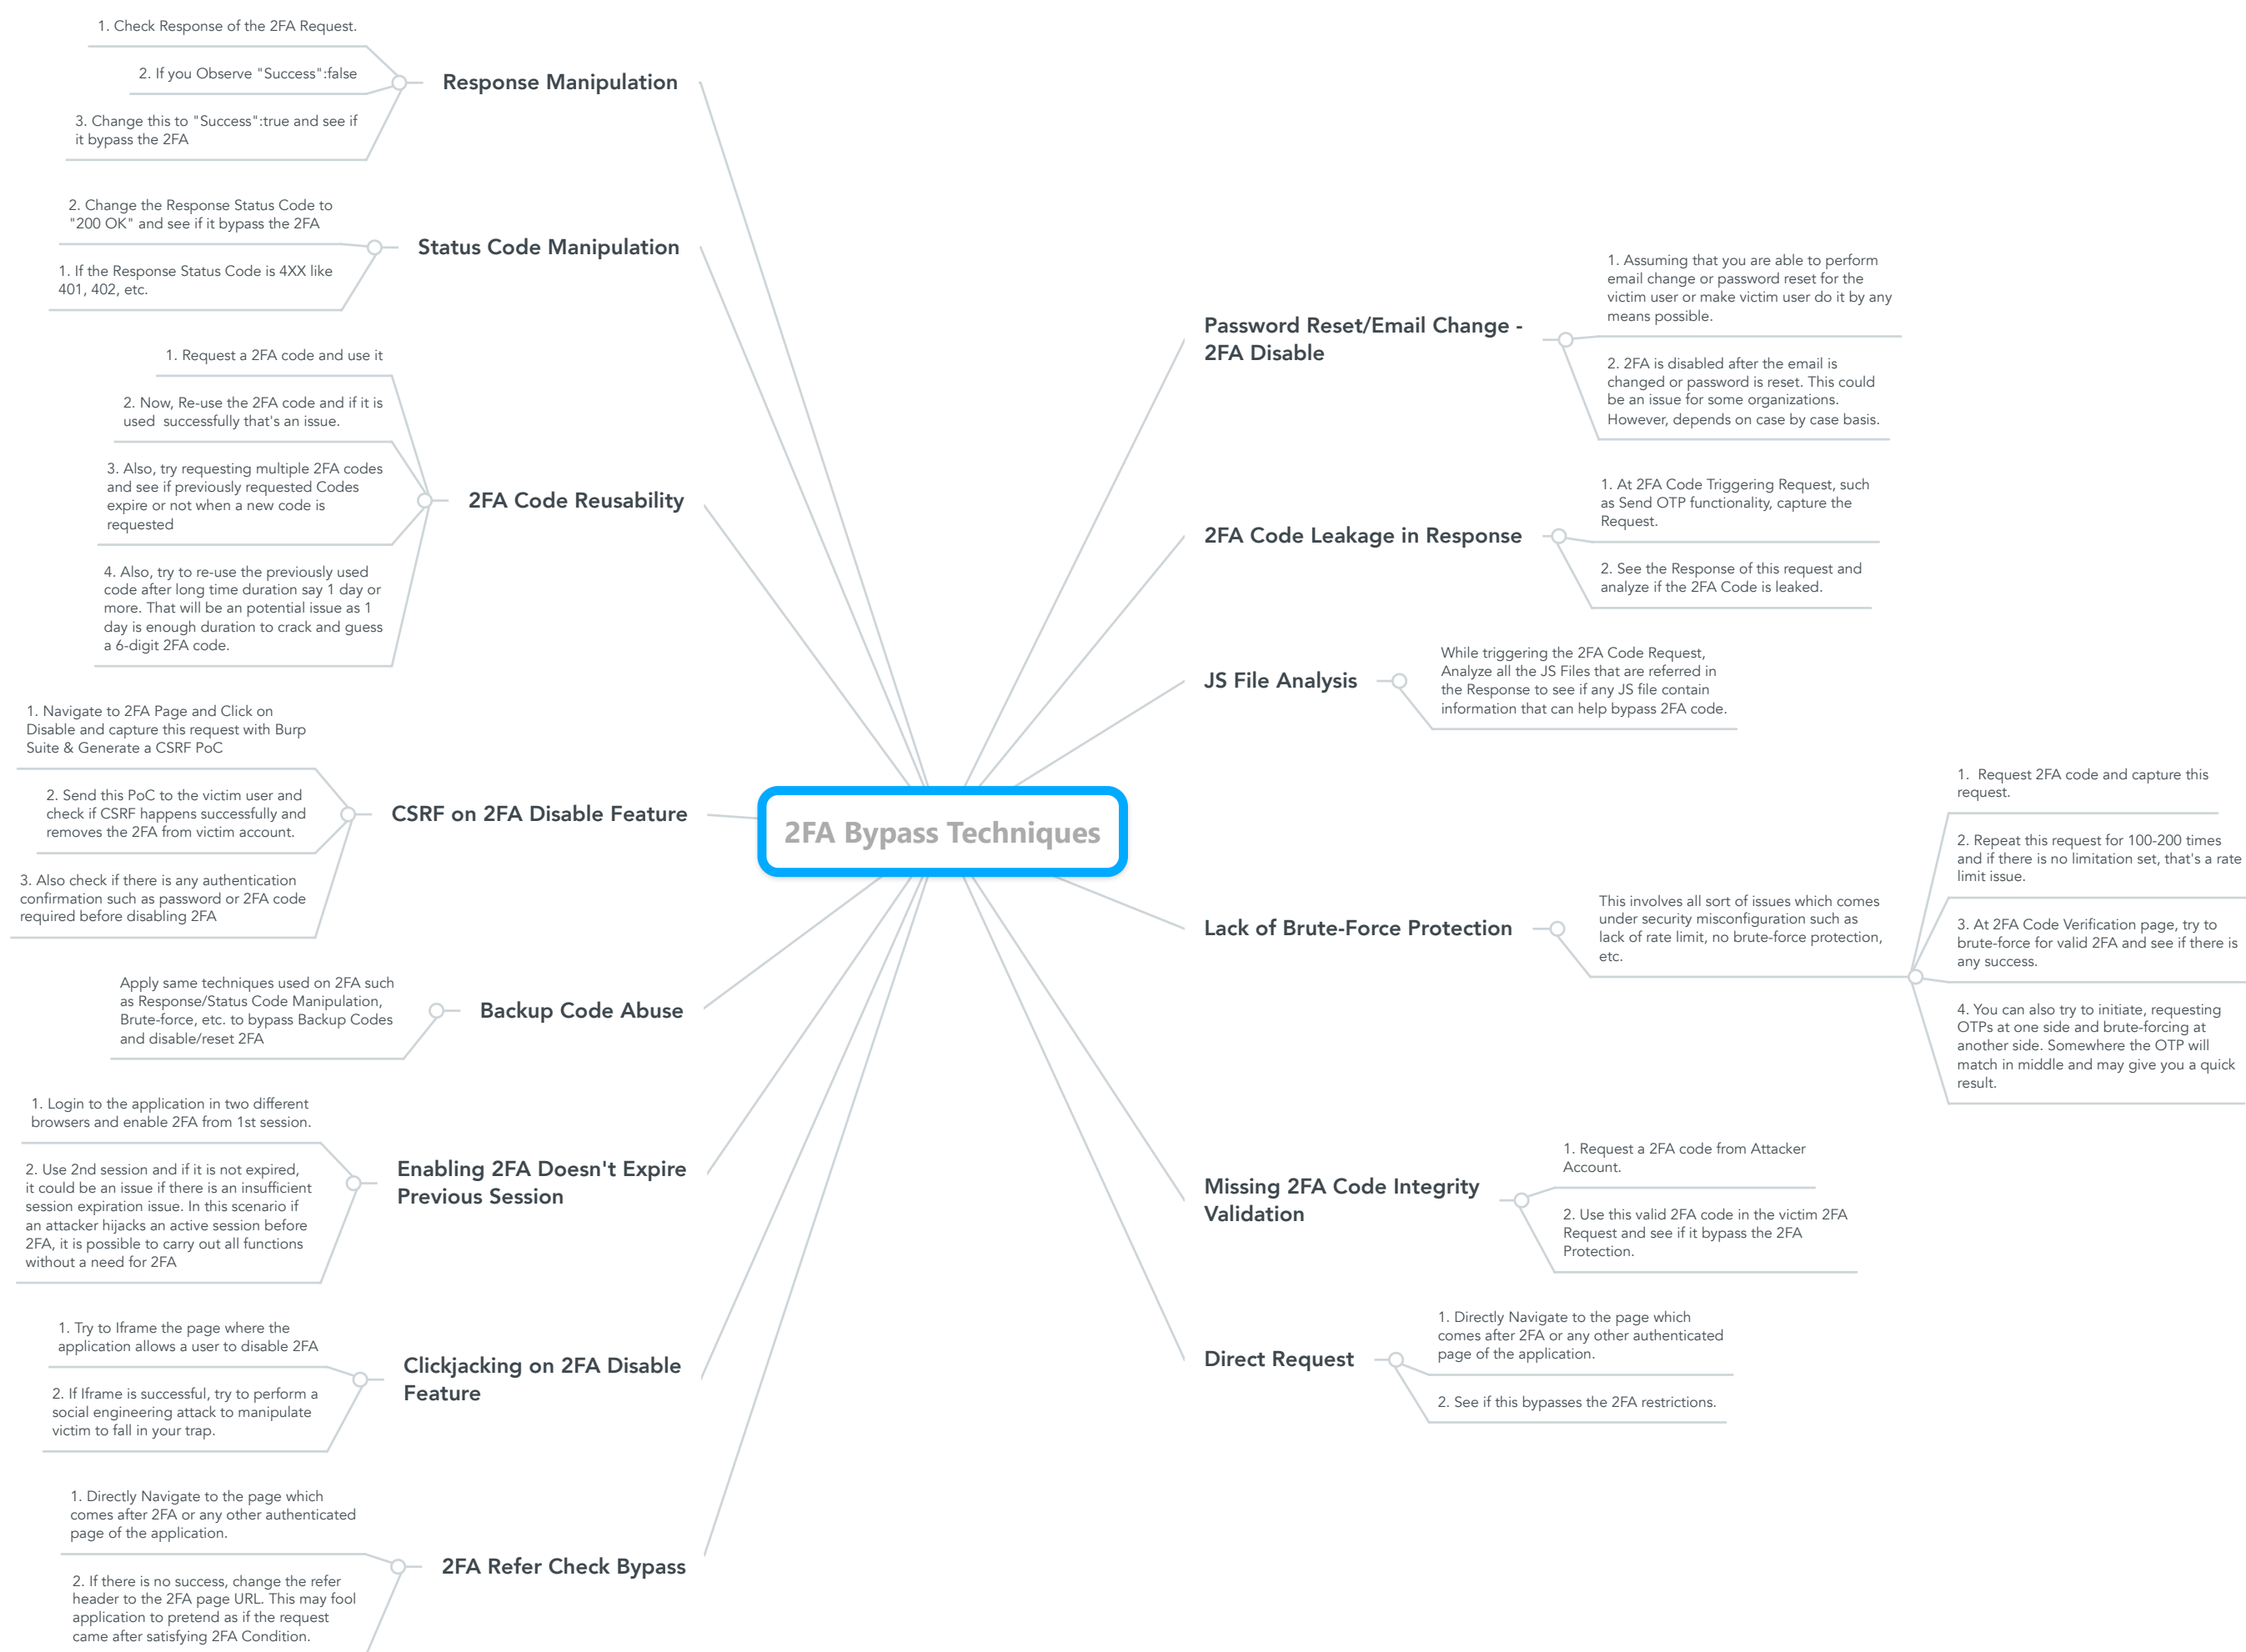 1. Check Response of the 2FA Request.
2. If you Observe "Success":false
3. Change this to "Success":true and see if
it bypass the 2FA
Response Manipulation
2. Change the Response Status Code to
"200 OK" and see if it bypass the 2FA
1. If the Response Status Code is 4XX like
401, 402, etc.
Status Code Manipulation
1. Request a 2FA code and use it
2. Now, Re-use the 2FA code and if it is
used  successfully that's an issue.
3. Also, try requesting multiple 2FA codes
and see if previously requested Codes
expire or not when a new code is
requested
4. Also, try to re-use the previously used
code after long time duration say 1 day or
more. That will be an potential issue as 1
day is enough duration to crack and guess
a 6-digit 2FA code.
2FA Code Reusability
1. Navigate to 2FA Page and Click on
Disable and capture this request with Burp
Suite & Generate a CSRF PoC
2. Send this PoC to the victim user and
check if CSRF happens successfully and
removes the 2FA from victim account.
3. Also check if there is any authentication
confirmation such as password or 2FA code
required before disabling 2FA
CSRF on 2FA Disable Feature
Apply same techniques used on 2FA such
as Response/Status Code Manipulation,
Brute-force, etc. to bypass Backup Codes
and disable/reset 2FA
Backup Code Abuse
1. Login to the application in two different
browsers and enable 2FA from 1st session.
2. Use 2nd session and if it is not expired,
it could be an issue if there is an insufficient
session expiration issue. In this scenario if
an attacker hijacks an active session before
2FA, it is possible to carry out all functions
without a need for 2FA
Enabling 2FA Doesn't Expire
Previous Session
1. Try to Iframe the page where the
application allows a user to disable 2FA
2. If Iframe is successful, try to perform a
social engineering attack to manipulate
victim to fall in your trap.
Clickjacking on 2FA Disable
Feature
1. Directly Navigate to the page which
comes after 2FA or any other authenticated
page of the application.
2. If there is no success, change the refer
header to the 2FA page URL. This may fool
application to pretend as if the request
came after satisfying 2FA Condition.
2FA Refer Check Bypass
2FA Bypass Techniques
Password Reset/Email Change -
2FA Disable
1. Assuming that you are able to perform
email change or password reset for the
victim user or make victim user do it by any
means possible.
2. 2FA is disabled after the email is
changed or password is reset. This could
be an issue for some organizations.
However, depends on case by case basis.
2FA Code Leakage in Response
1. At 2FA Code Triggering Request, such
as Send OTP functionality, capture the
Request.
2. See the Response of this request and
analyze if the 2FA Code is leaked.
JS File Analysis
While triggering the 2FA Code Request,
Analyze all the JS Files that are referred in
the Response to see if any JS file contain
information that can help bypass 2FA code.
Lack of Brute-Force Protection
This involves all sort of issues which comes
under security misconfiguration such as
lack of rate limit, no brute-force protection,
etc.
1.  Request 2FA code and capture this
request.
2. Repeat this request for 100-200 times
and if there is no limitation set, that's a rate
limit issue.
3. At 2FA Code Verification page, try to
brute-force for valid 2FA and see if there is
any success.
4. You can also try to initiate, requesting
OTPs at one side and brute-forcing at
another side. Somewhere the OTP will
match in middle and may give you a quick
result.
Missing 2FA Code Integrity
Validation
1. Request a 2FA code from Attacker
Account.
2. Use this valid 2FA code in the victim 2FA
Request and see if it bypass the 2FA
Protection.
Direct Request
1. Directly Navigate to the page which
comes after 2FA or any other authenticated
page of the application.
2. See if this bypasses the 2FA restrictions.